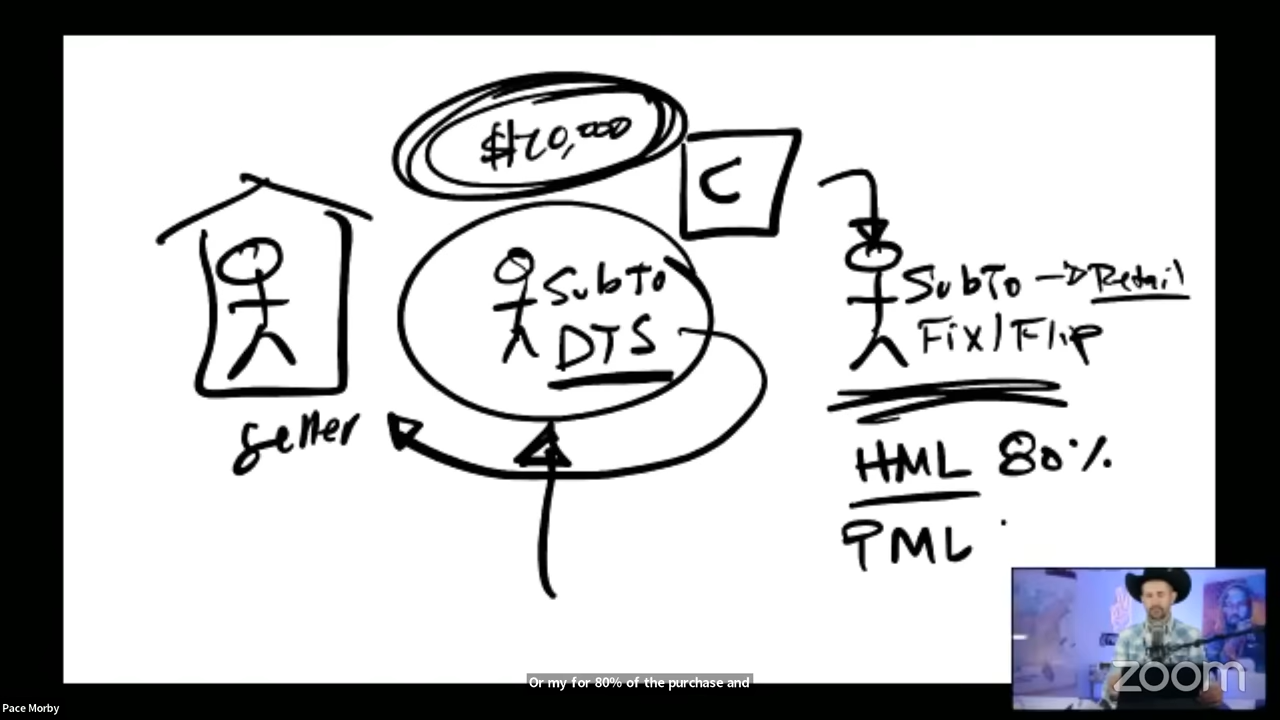 $20,000
C
SubTo
DTS
SubTo → Retail
Fix/Flip
seller
HML 80%
PML
zoom
Or my for 80% of the purchase and
Pace Morby